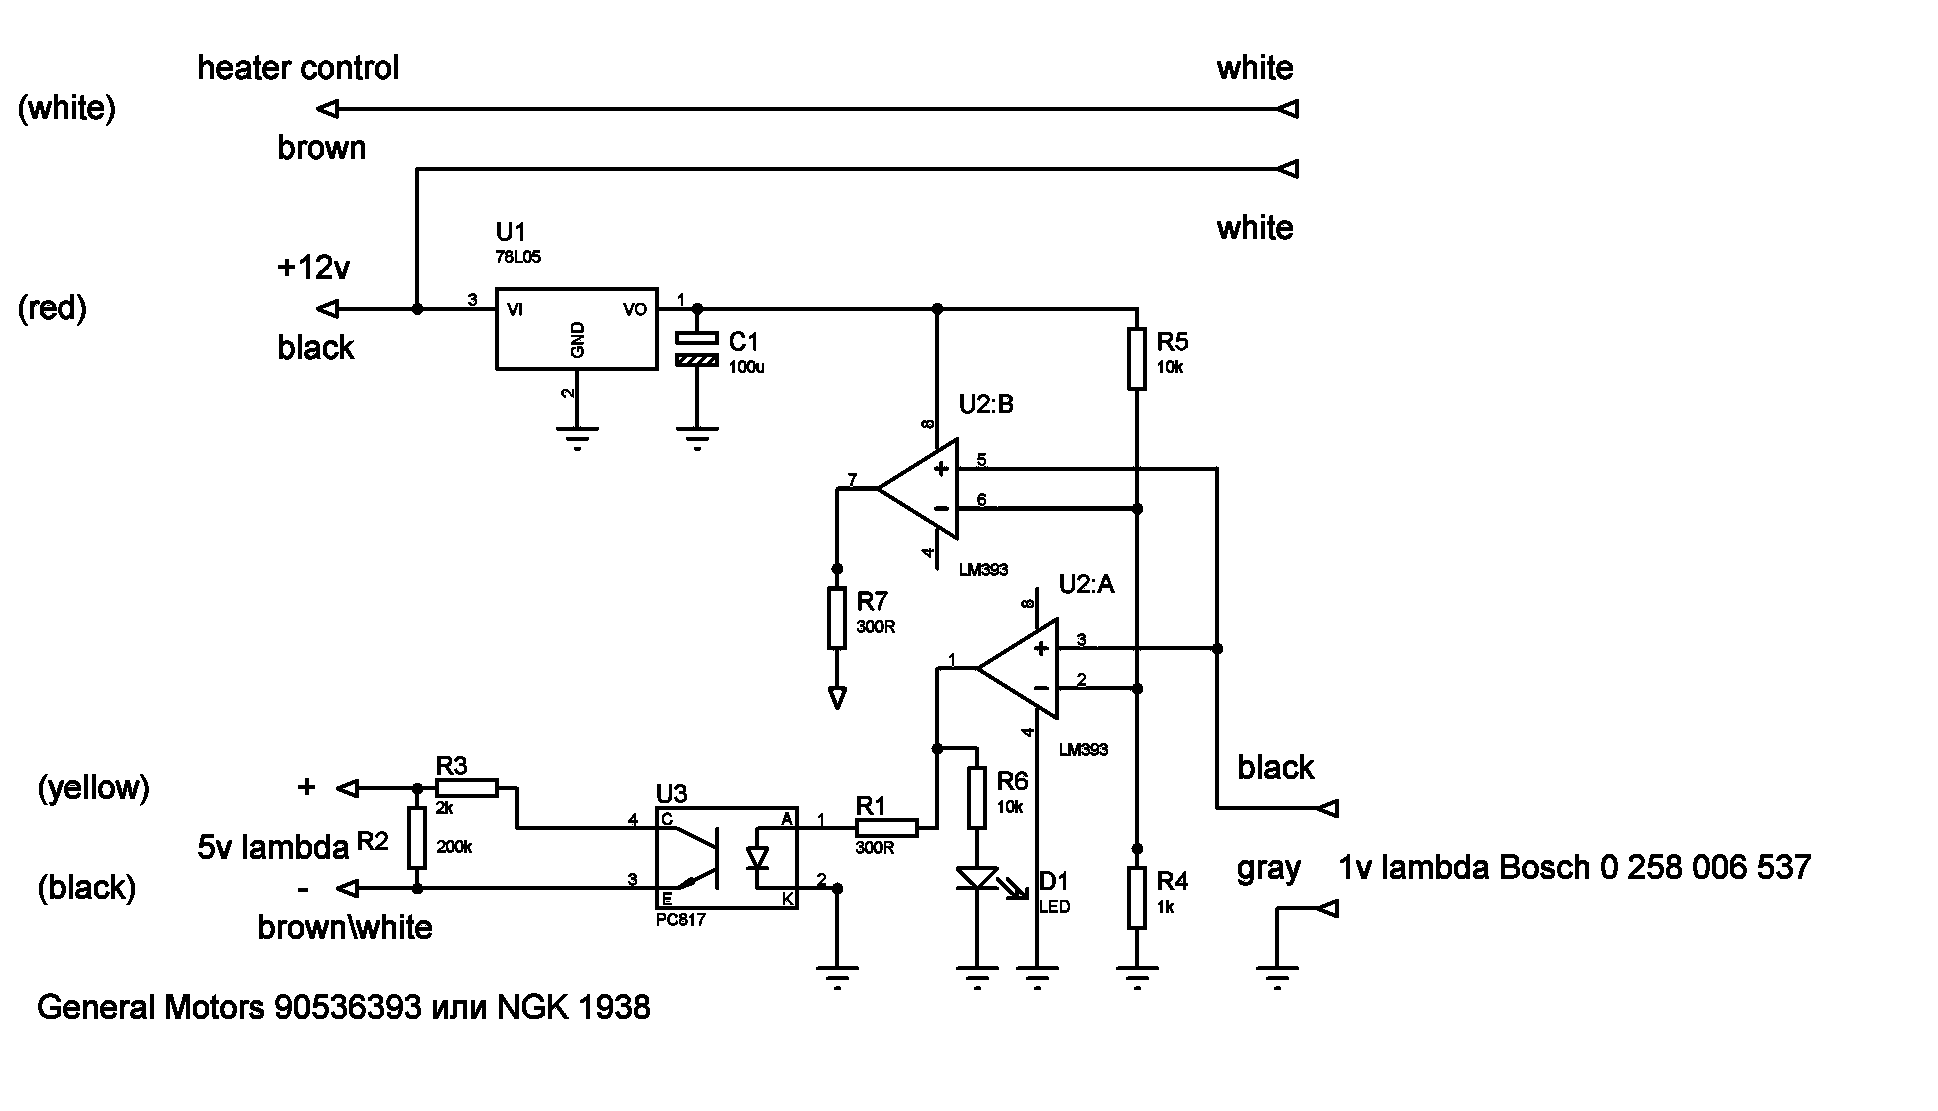 heater control
white
(white)
brown
white
U1
78L05
+12v
(red)
3
VI
VO
1
GND
2
black
C1
100u
R5
10k
U2:B
8
5
+
7
6
-
4
LM393
U2:A
8
R7
300R
3
+
1
2
-
4
LM393
black
(yellow)
+
R3
2k
U3
4
C
A
1
R1
300R
R6
10k
5v lambda
R2
200k
gray
1v lambda Bosch 0 258 006 537
(black)
-
3
E
K
2
PC817
D1
LED
R4
1k
brown\white
General Motors 90536393 или NGK 1938